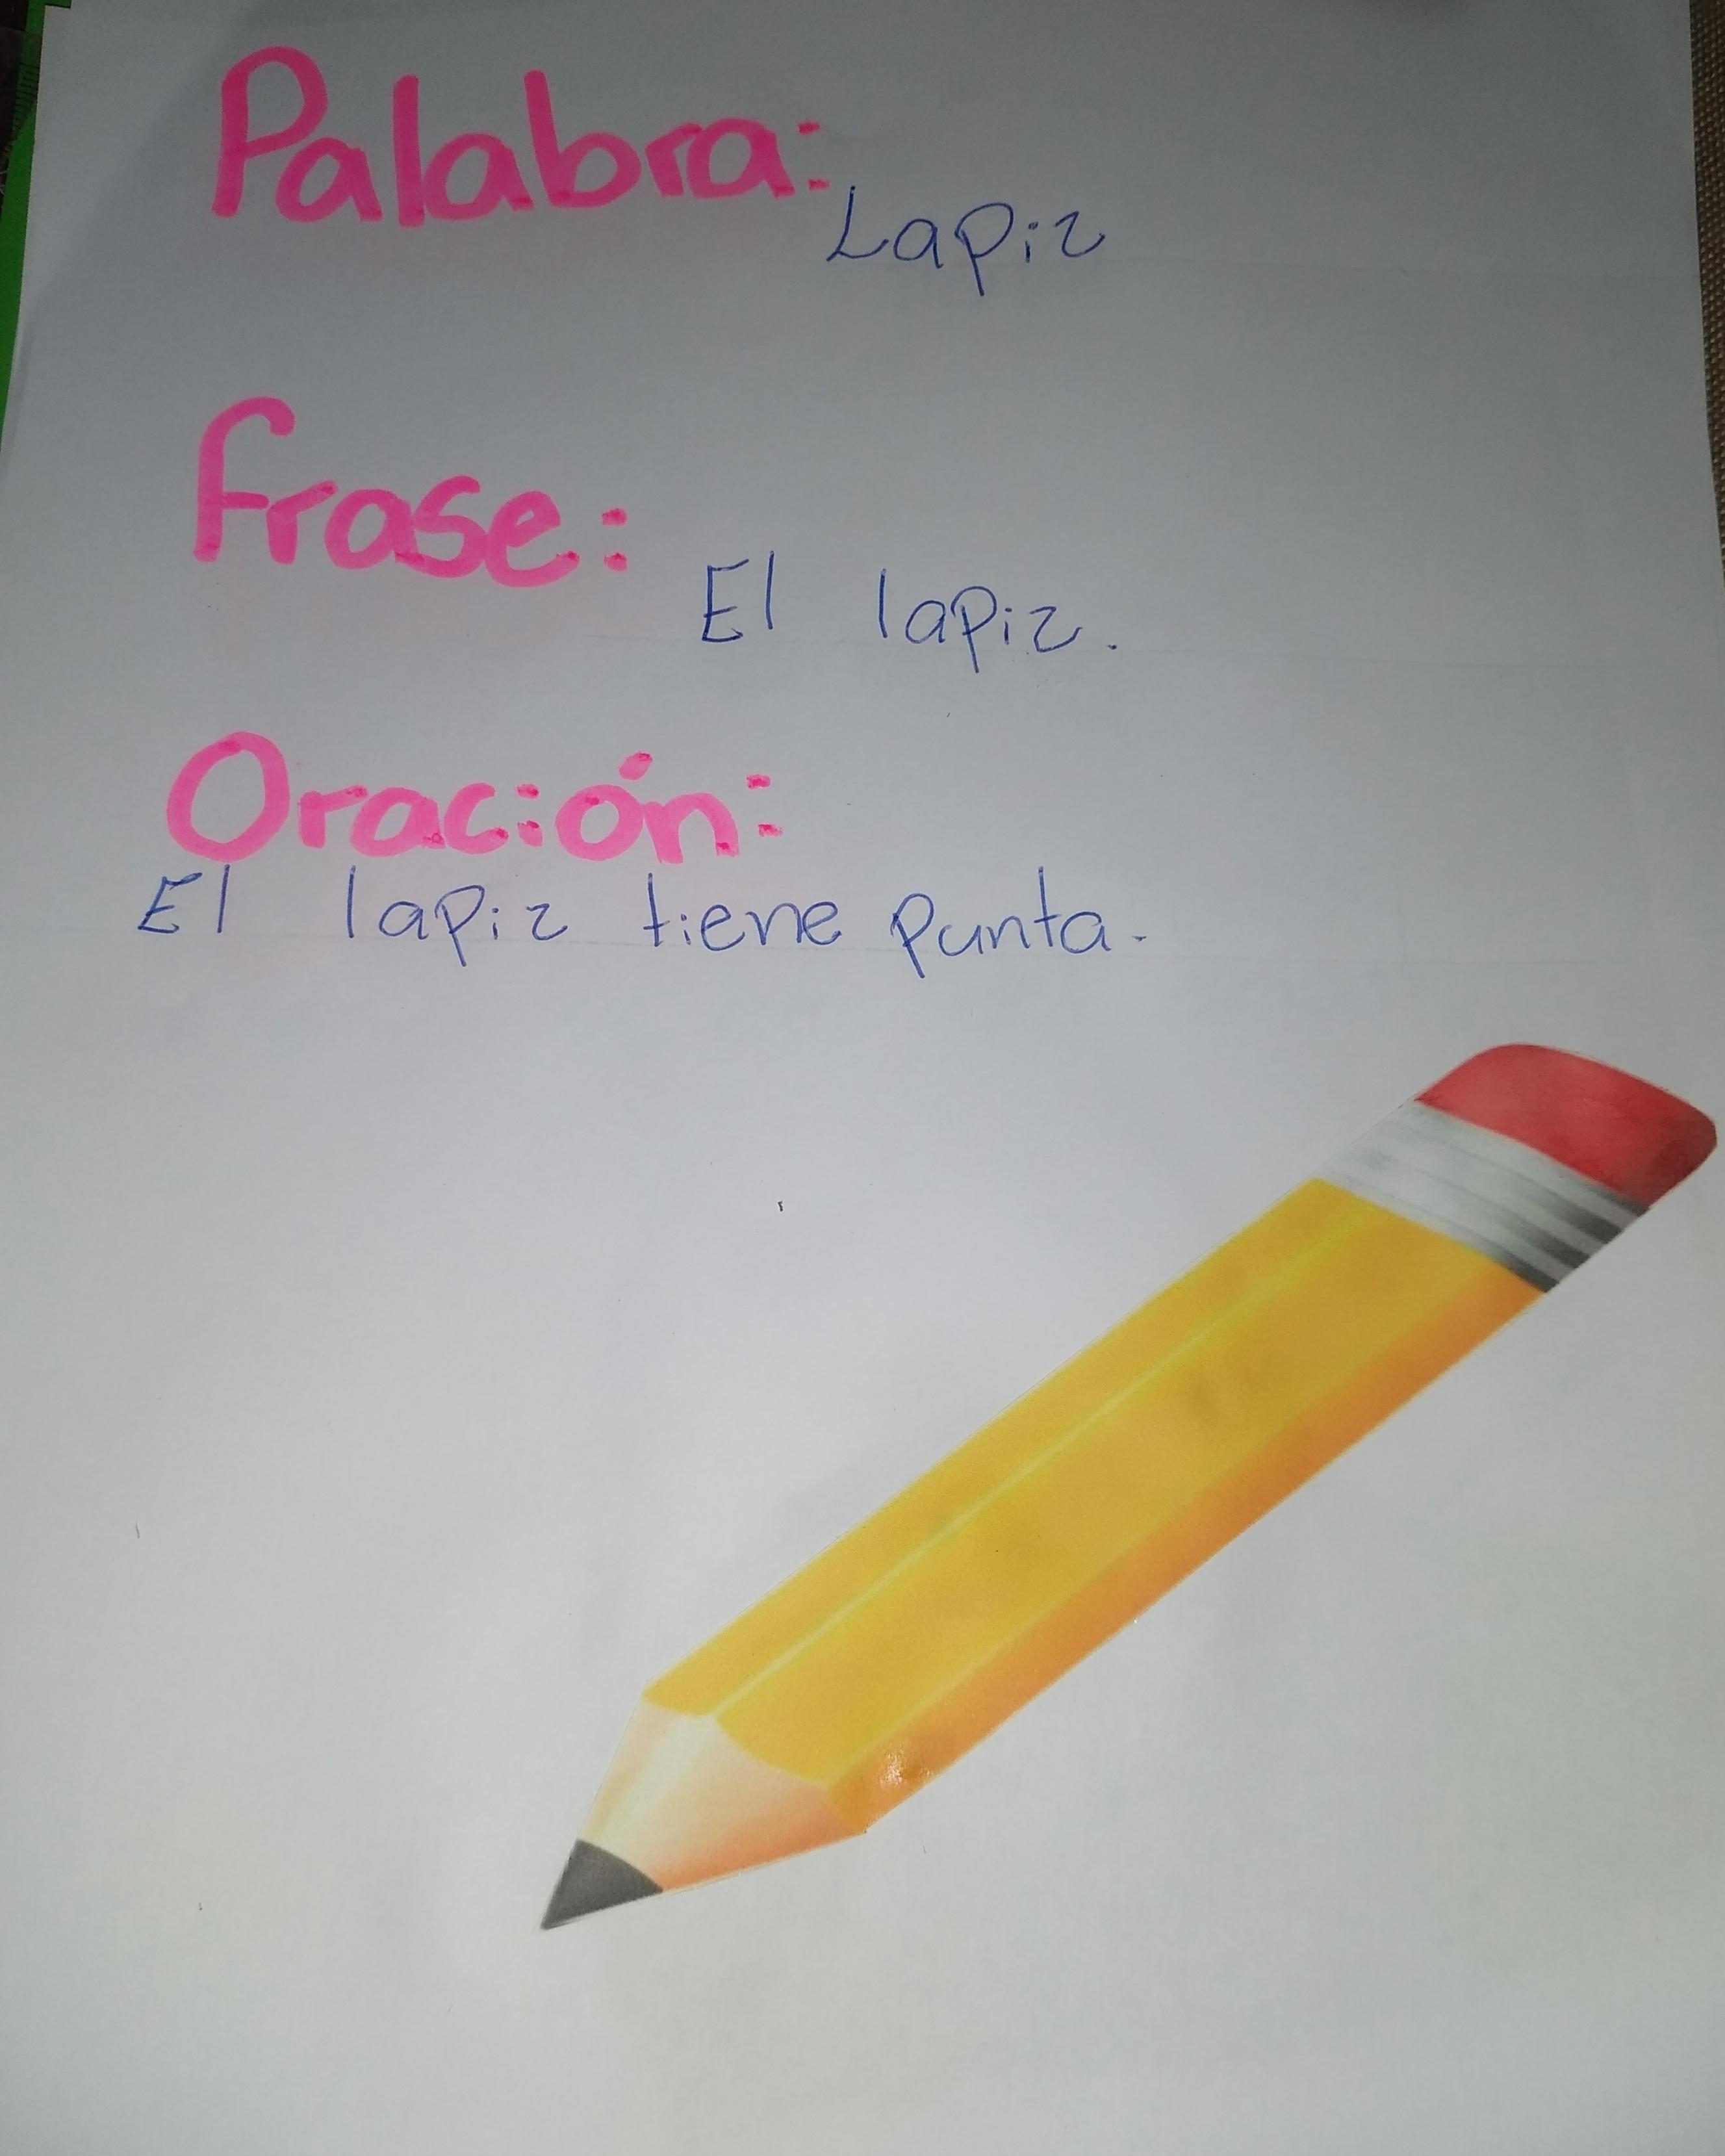 Palabra:
Lapiz
Frase:
El lapiz.
Oración:
El lapiz tiene punta.